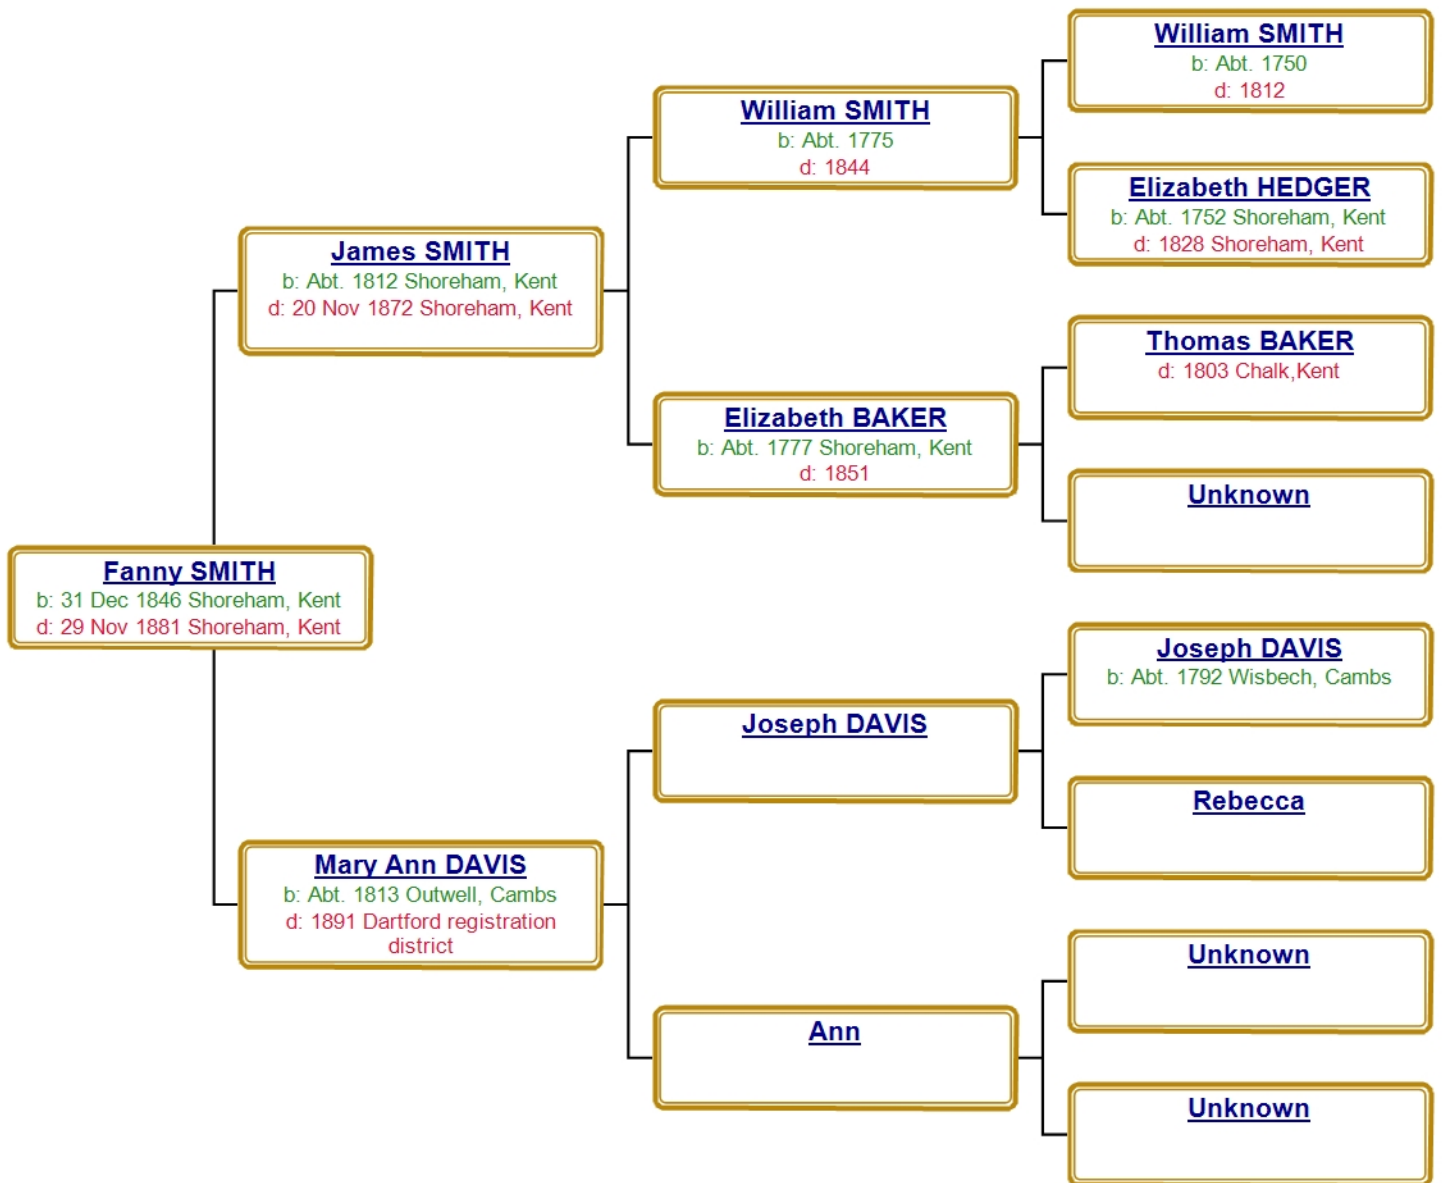 William SMITH
b: Abt. 1750
d: 1812
William SMITH
b: Abt. 1775
d: 1844
Elizabeth HEDGER
b: Abt. 1752 Shoreham, Kent
d: 1828 Shoreham, Kent
James SMITH
b: Abt. 1812 Shoreham, Kent
d: 20 Nov 1872 Shoreham, Kent
Thomas BAKER
d: 1803 Chalk,Kent
Elizabeth BAKER
b: Abt. 1777 Shoreham, Kent
d: 1851
Unknown
Fanny SMITH
b: 31 Dec 1846 Shoreham, Kent
d: 29 Nov 1881 Shoreham, Kent
Joseph DAVIS
b: Abt. 1792 Wisbech, Cambs
Joseph DAVIS
Rebecca
Mary Ann DAVIS
b: Abt. 1813 Outwell, Cambs
d: 1891 Dartford registration
district
Unknown
Ann
Unknown